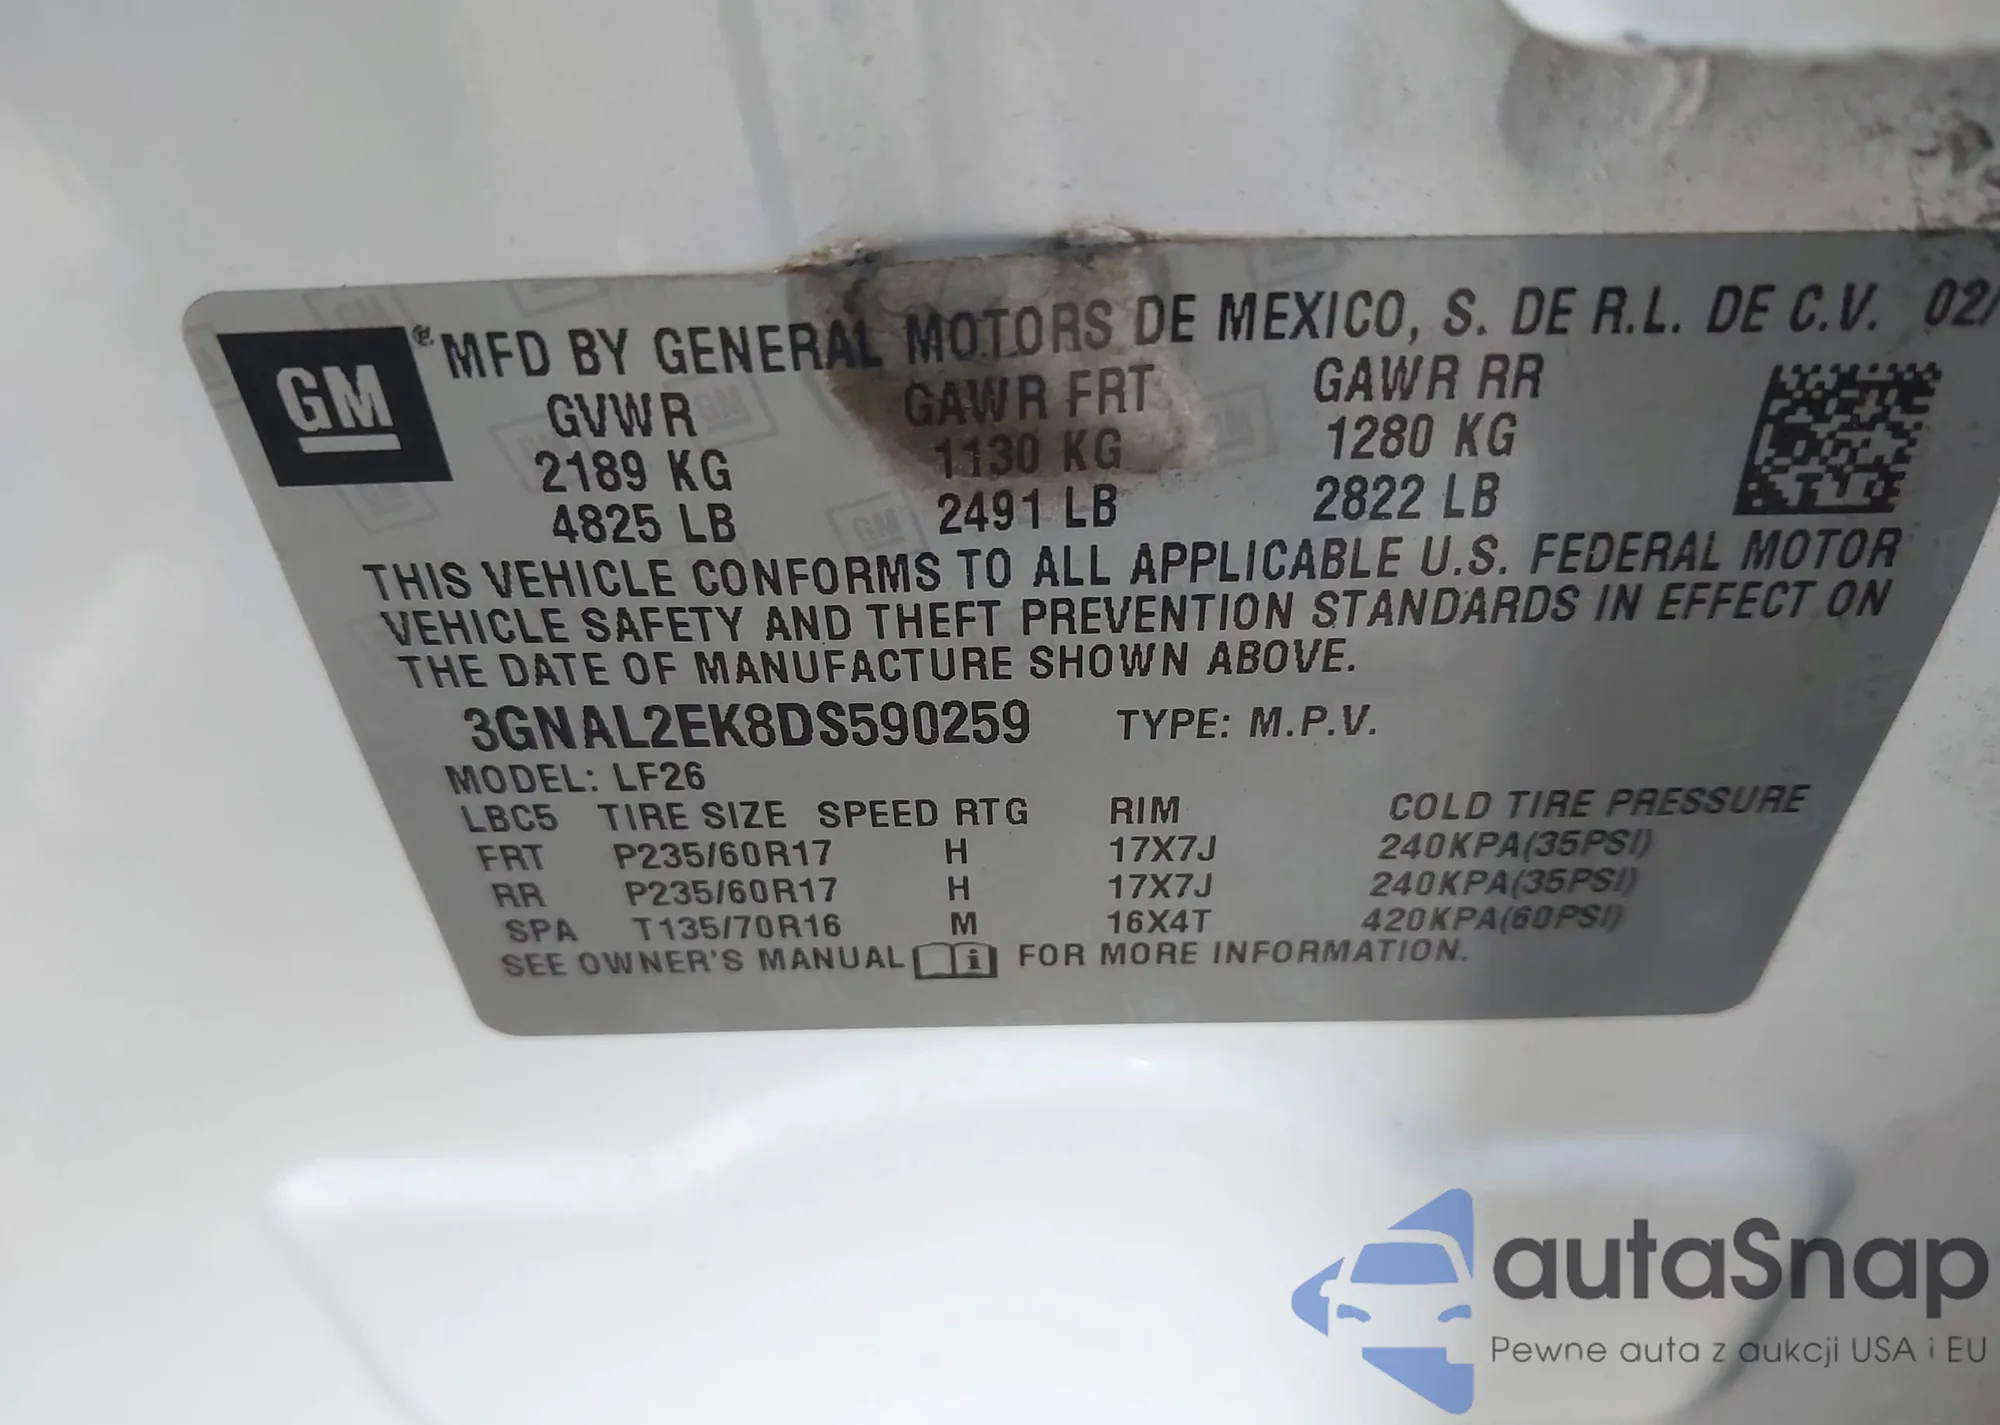 GM ® MFD BY GENERAL MOTORS DE MEXICO, S. DE R.L. DE C.V. 02/
GVWR GAWR FRT GAWR RR
2189 KG 1130 KG 1280 KG
4825 LB 2491 LB 2822 LB
THIS VEHICLE CONFORMS TO ALL APPLICABLE U.S. FEDERAL MOTOR
VEHICLE SAFETY AND THEFT PREVENTION STANDARDS IN EFFECT ON
THE DATE OF MANUFACTURE SHOWN ABOVE.
3GNAL2EK8DS590259 TYPE: M.P.V.
MODEL: LF26
LBC5 TIRE SIZE SPEED RTG RIM COLD TIRE PRESSURE
FRT P235/60R17 H 17X7J 240KPA(35PSI)
RR P235/60R17 H 17X7J 240KPA(35PSI)
SPA T135/70R16 M 16X4T 420KPA(60PSI)
SEE OWNER'S MANUAL i FOR MORE INFORMATION.
autaSnap
Pewne auta z aukcji USA i EU